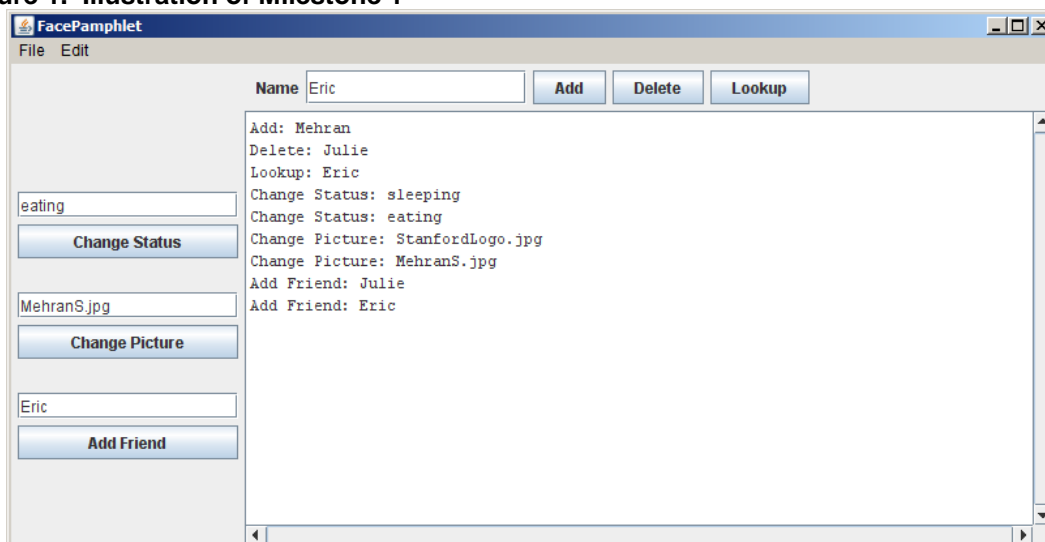 FacePamphlet
File Edit
Name Eric Add Delete Lookup
Add: Mehran
Delete: Julie
Lookup: Eric
Change Status: sleeping
Change Status: eating
Change Picture: StanfordLogo.jpg
Change Picture: MehranS.jpg
Add Friend: Julie
Add Friend: Eric
eating
Change Status
MehranS.jpg
Change Picture
Eric
Add Friend